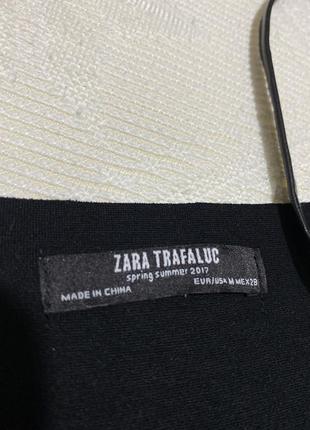 ZARA TRAFALUC
spring summer 2017
MADE IN CHINA
EUR/USA M MEX28